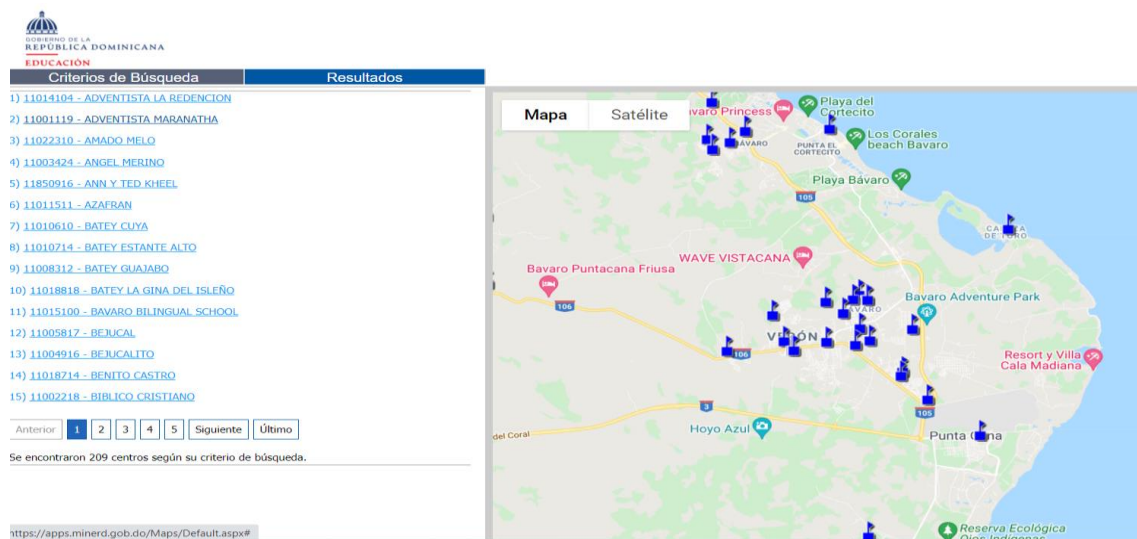 GOBIERNO DE LA
REPÚBLICA DOMINICANA
EDUCACIÓN
Criterios de Búsqueda
Resultados
1) 11014104 - ADVENTISTA LA REDENCION
2) 11001119 - ADVENTISTA MARANATHA
3) 11022310 - AMADO MELO
4) 11003424 - ANGEL MERINO
5) 11850916 - ANN Y TED KHEEL
6) 11011511 - AZAFRAN
7) 11010610 - BATEY CUYA
8) 11010714 - BATEY ESTANTE ALTO
9) 11008312 - BATEY GUAJABO
10) 11018818 - BATEY LA GINA DEL ISLEÑO
11) 11015100 - BAVARO BILINGUAL SCHOOL
12) 11005817 - BEJUCAL
13) 11004916 - BEJUCALITO
14) 11018714 - BENITO CASTRO
15) 11002218 - BIBLICO CRISTIANO
Anterior 1 2 3 4 5 Siguiente Último
Se encontraron 209 centros según su criterio de búsqueda.
https://apps.minerd.gob.do/Maps/Default.aspx#
Mapa
Satélite
Princess
Playa del
Cortecito
Los Corales
beach Bavaro
PUNTA EL
CORTECITO
Playa Bávaro
105
WAVE VISTACANA
Bavaro Puntacana Friusa
106
Bavaro Adventure Park
106
Resort y Villa
Cala Madiana
3
105
Hoyo Azul
del Coral
Punta
Reserva Ecológica
Ojos Indígenas